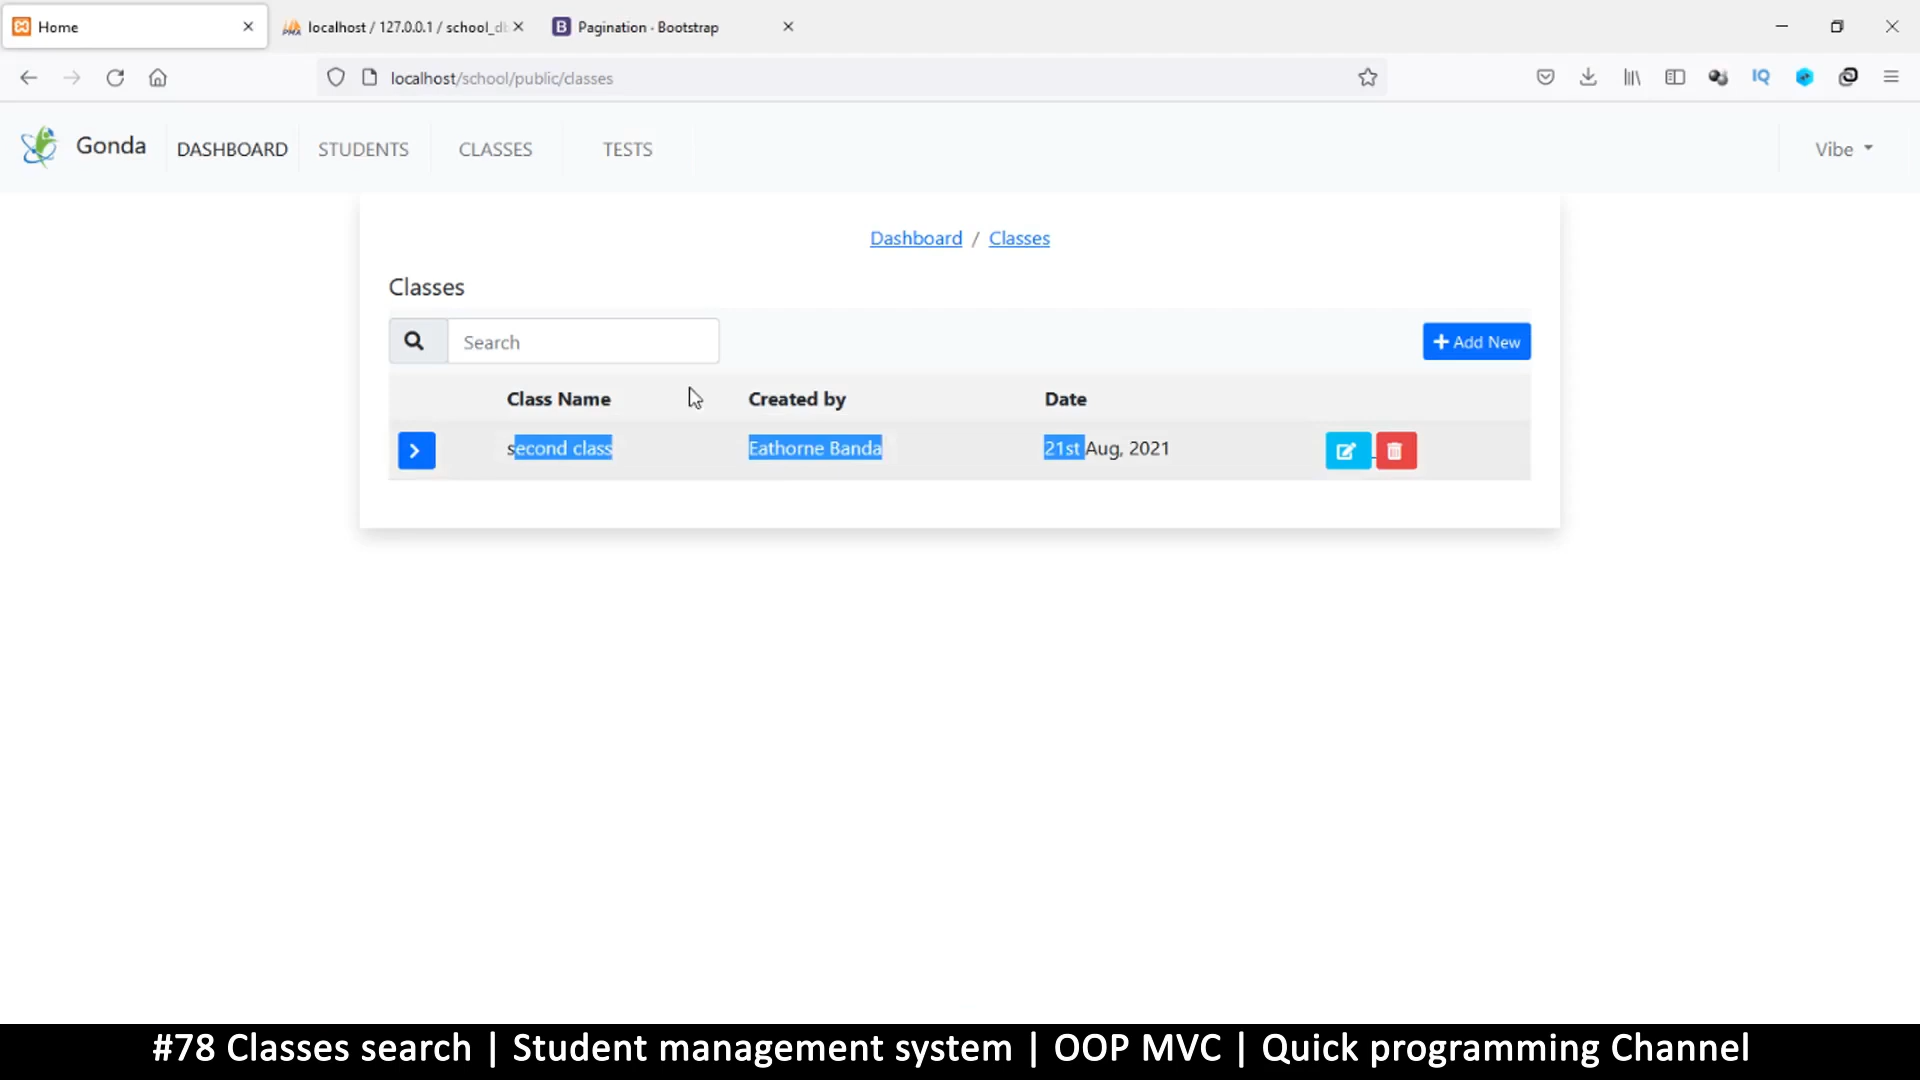 Home
localhost / 127.0.0.1 / school_db
Pagination · Bootstrap
localhost/school/public/classes
IQ
Gonda
DASHBOARD
STUDENTS
CLASSES
TESTS
Vibe
Dashboard / Classes
Classes
Search
Add New
Class Name Created by Date
second class Eathorne Banda 21st Aug, 2021
#78 Classes search | Student management system | OOP MVC | Quick programming Channel